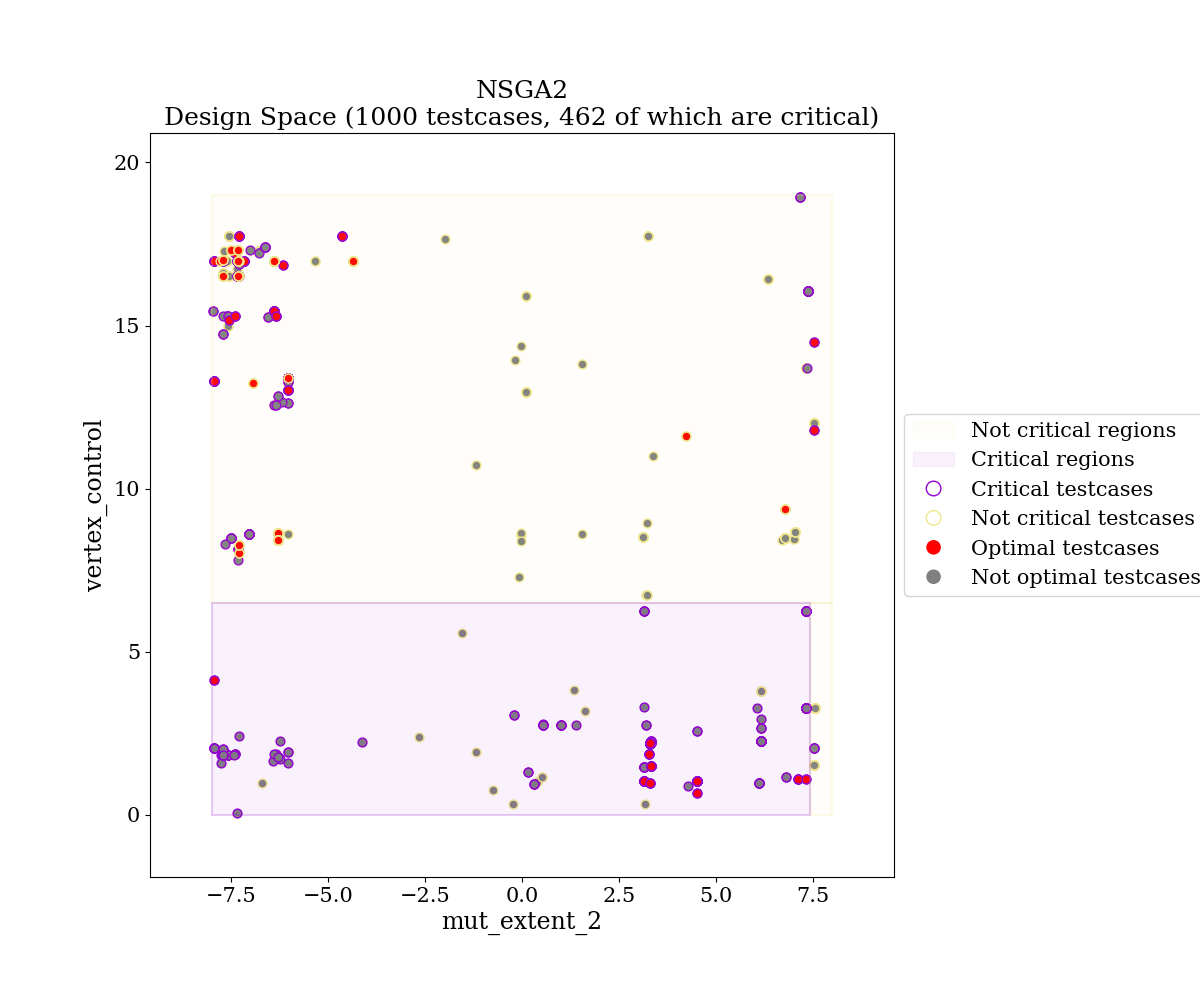 NSGA2
Design Space (1000 testcases, 462 of which are critical)
20
15
10
5
0
vertex_control
−7.5
−5.0
−2.5
0.0
2.5
5.0
7.5
mut_extent_2
Not critical regions
Critical regions
Critical testcases
Not critical testcases
Optimal testcases
Not optimal testcases